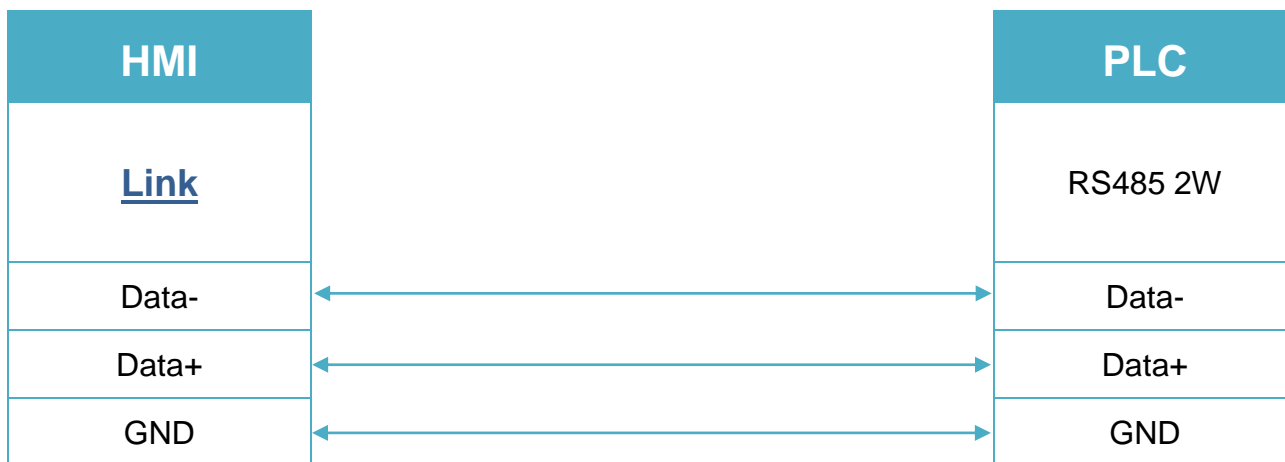 HMI PLC
Link RS485 2W
Data- Data-
Data+ Data+
GND GND